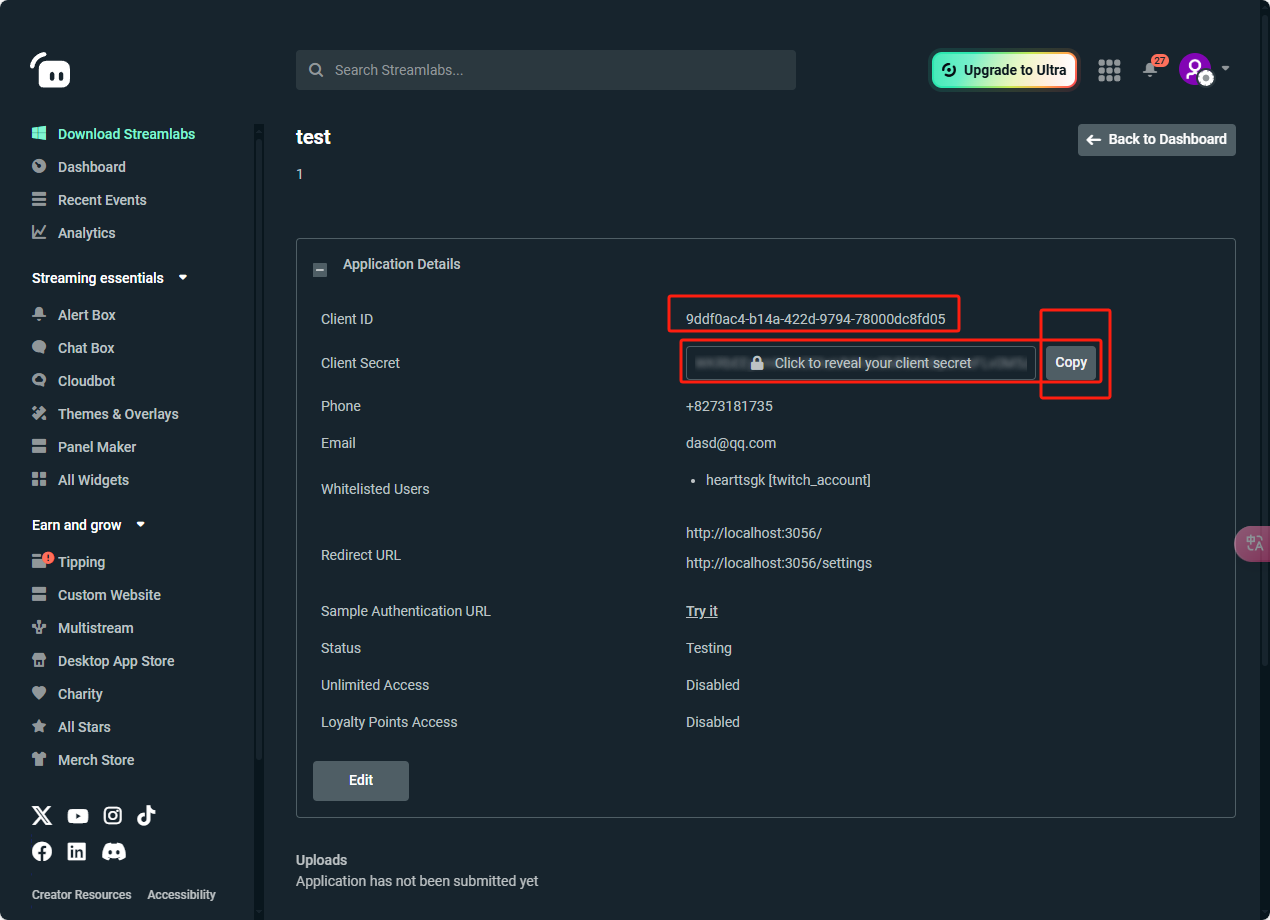 Search Streamlabs...
Upgrade to Ultra
27
Download Streamlabs
Dashboard
Recent Events
Analytics
Streaming essentials
Alert Box
Chat Box
Cloudbot
Themes & Overlays
Panel Maker
All Widgets
Earn and grow
Tipping
Custom Website
Multistream
Desktop App Store
Charity
All Stars
Merch Store
Creator Resources Accessibility
test
Back to Dashboard
1
Application Details
Client ID 9ddf0ac4-b14a-422d-9794-78000dc8fd05
Client Secret Click to reveal your client secret Copy
Phone +8273181735
Email dasd@qq.com
Whitelisted Users hearttsgk [twitch_account]
Redirect URL http://localhost:3056/
http://localhost:3056/settings
Sample Authentication URL Try it
Status Testing
Unlimited Access Disabled
Loyalty Points Access Disabled
Edit
Uploads
Application has not been submitted yet
中A